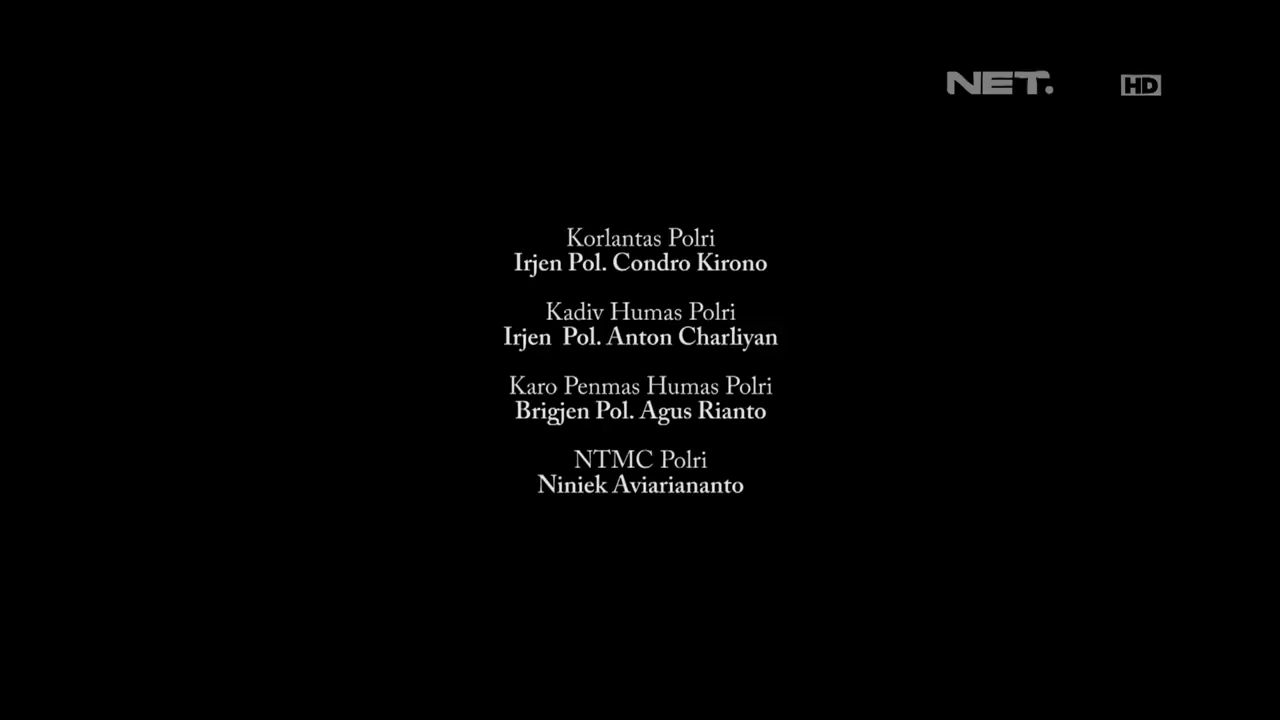 NET.
HD
Korlantas Polri
Irjen Pol. Condro Kirono
Kadiv Humas Polri
Irjen  Pol. Anton Charliyan
Karo Penmas Humas Polri
Brigjen Pol. Agus Rianto
NTMC Polri
Niniek Aviariananto